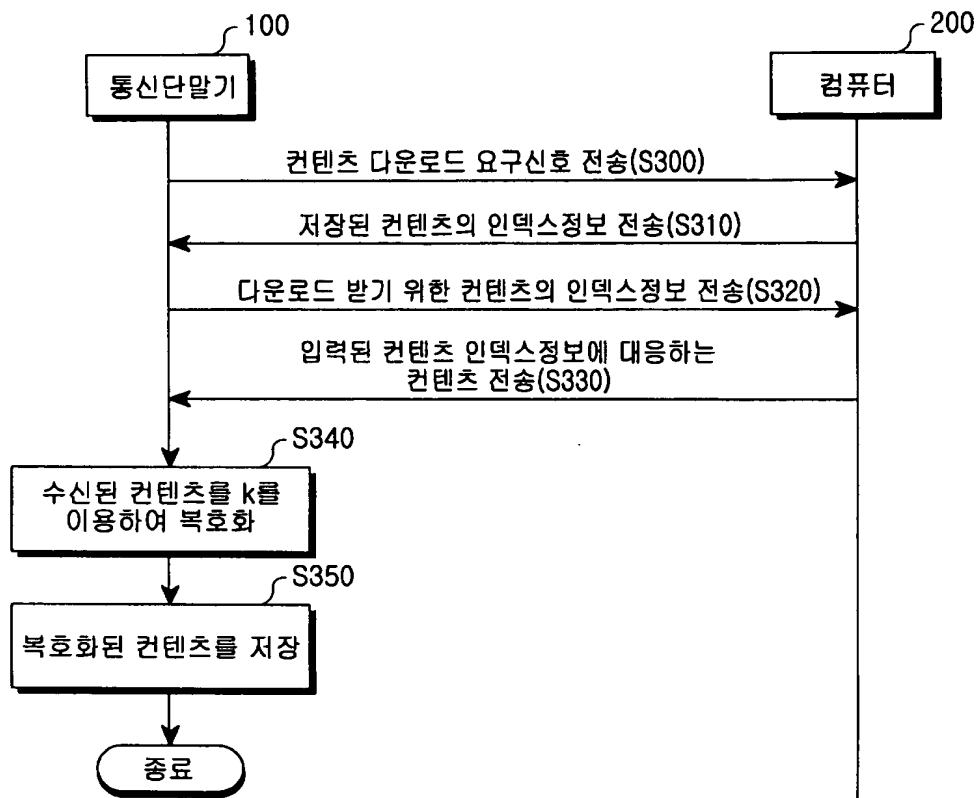 100
200
통신단말기
컴퓨터
컨텐츠 다운로드 요구신호 전송(S300)
저장된 컨텐츠의 인덱스정보 전송(S310)
다운로드 받기 위한 컨텐츠의 인덱스정보 전송(S320)
입력된 컨텐츠 인덱스정보에 대응하는
컨텐츠 전송(S330)
S340
수신된 컨텐츠를 k를
이용하여 복호화
S350
복호화된 컨텐츠를 저장
종료